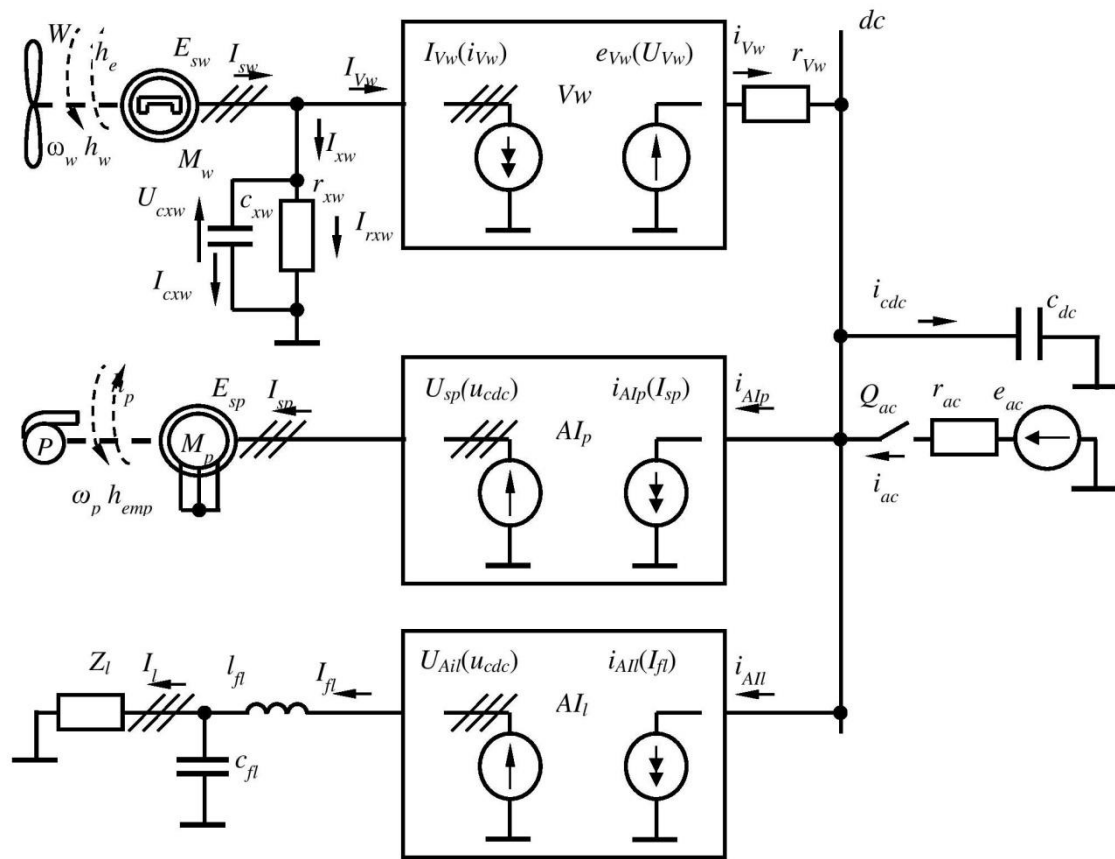 W
h_e
E_sw
I_sw
I_Vw
I_Vw(i_Vw)
e_Vw(U_Vw)
i_Vw
r_Vw
dc
Vw
ω_w h_w
M_w
I_xw
U_cxw
c_xw
r_xw
I_rxw
I_cxw
i_cdc
c_dc
h_p
E_sp
I_sp
U_sp(u_cdc)
i_AIp(I_sp)
i_AIp
Q_ac
r_ac
e_ac
P
M_p
AI_p
i_ac
ω_p h_emp
Z_l
I_l
l_fl
I_fl
U_Ail(u_cdc)
i_AIl(I_fl)
i_AIl
AI_l
c_fl